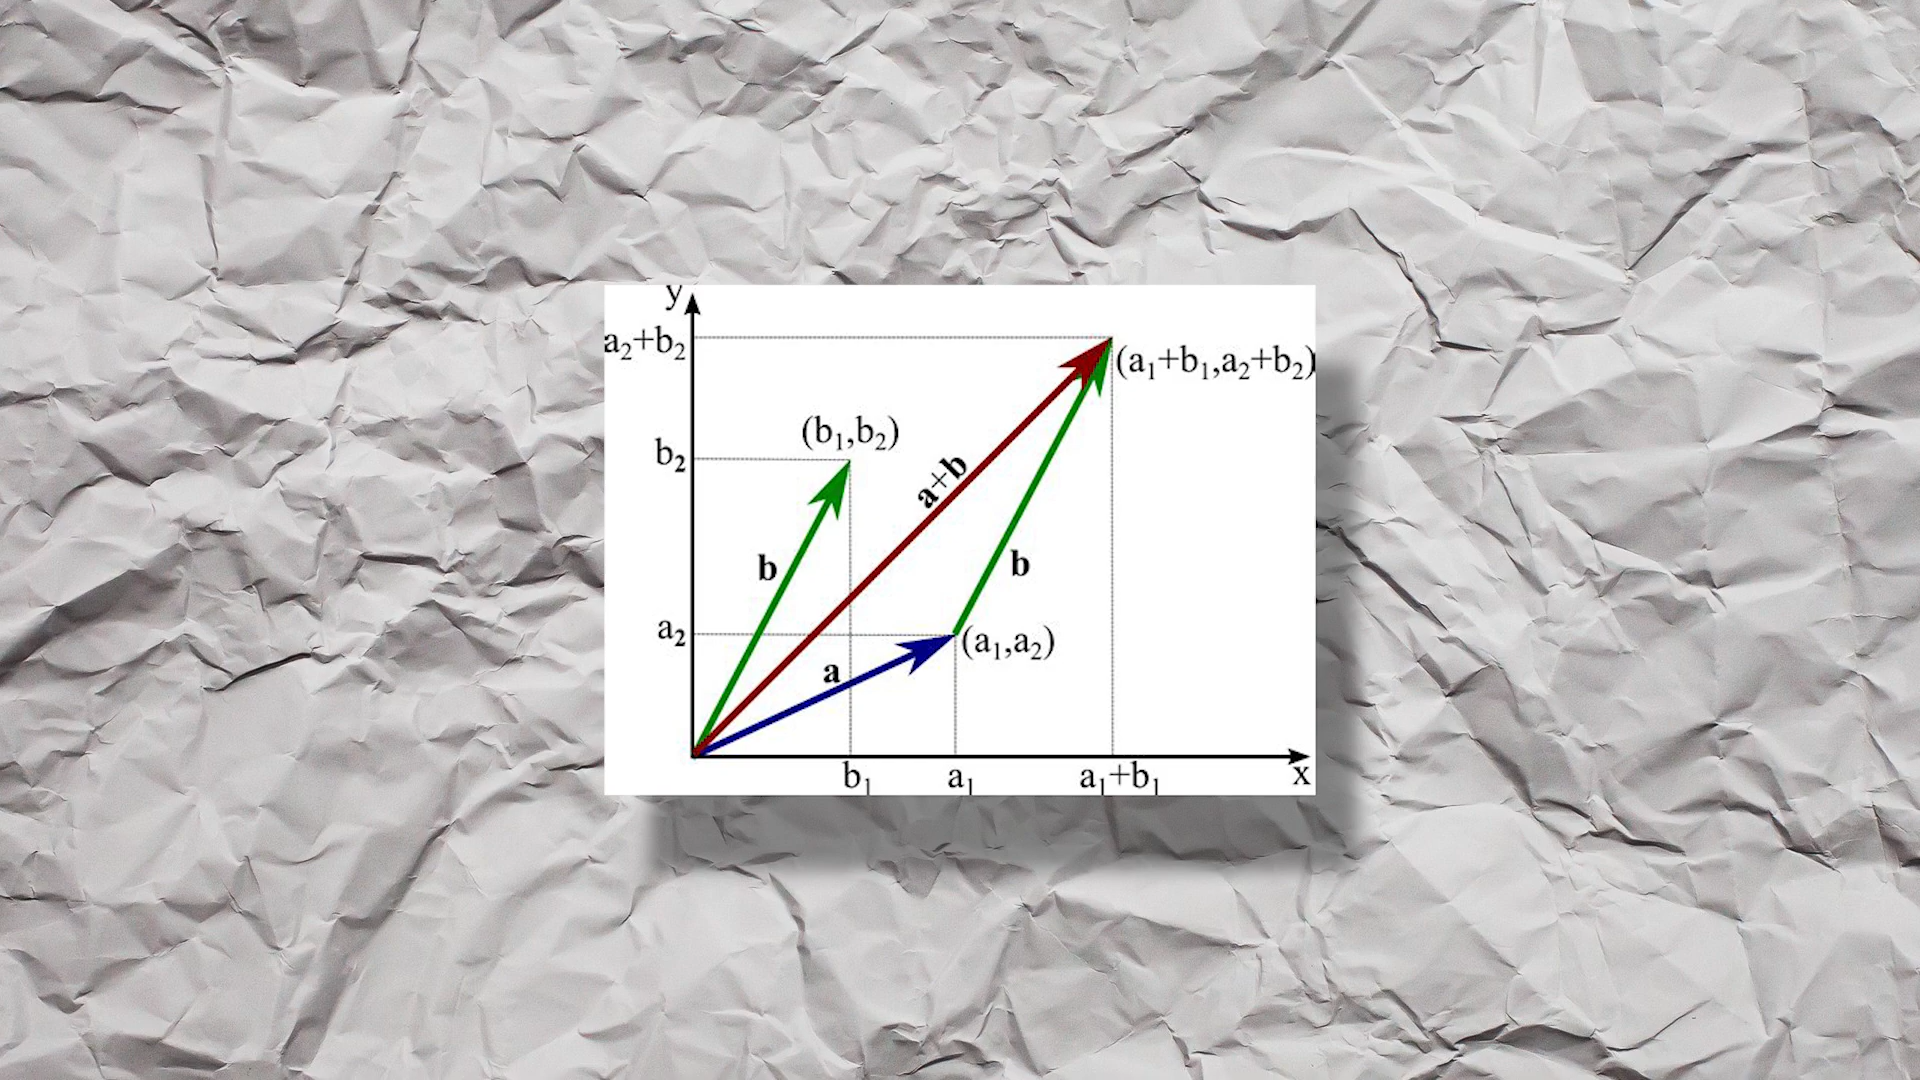 y
a₂+b₂
(a₁+b₁,a₂+b₂)
(b₁,b₂)
b₂
a+b
b
b
a₂
(a₁,a₂)
a
b₁
a₁
a₁+b₁
x